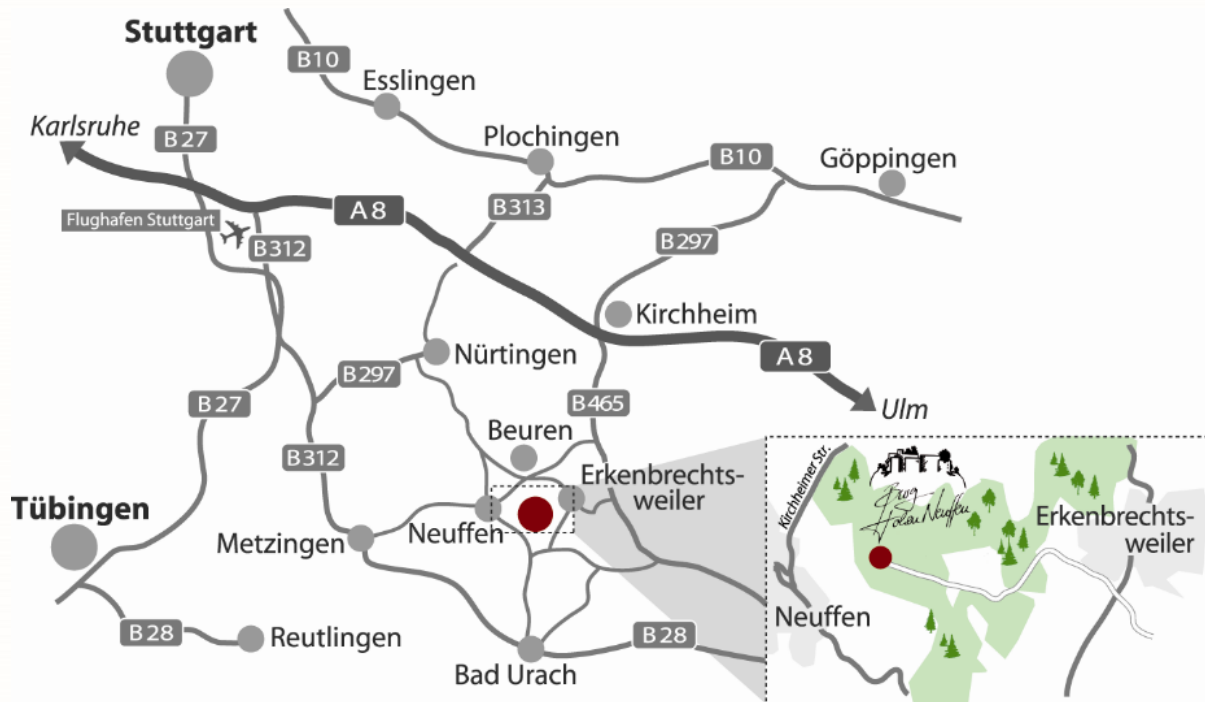 Stuttgart
B10
Esslingen
Karlsruhe
B27
Plochingen
B10
Göppingen
Flughafen Stuttgart
A8
B313
B312
B297
Kirchheim
Nürtingen
A8
B297
B27
B465
Ulm
Beuren
B312
Erkenbrechts-
weiler
Tübingen
Neuffen
Metzingen
B28
Reutlingen
B28
Bad Urach
Kirchheimer Str.
Burg
HohenNeuffen
Erkenbrechts-
weiler
Neuffen